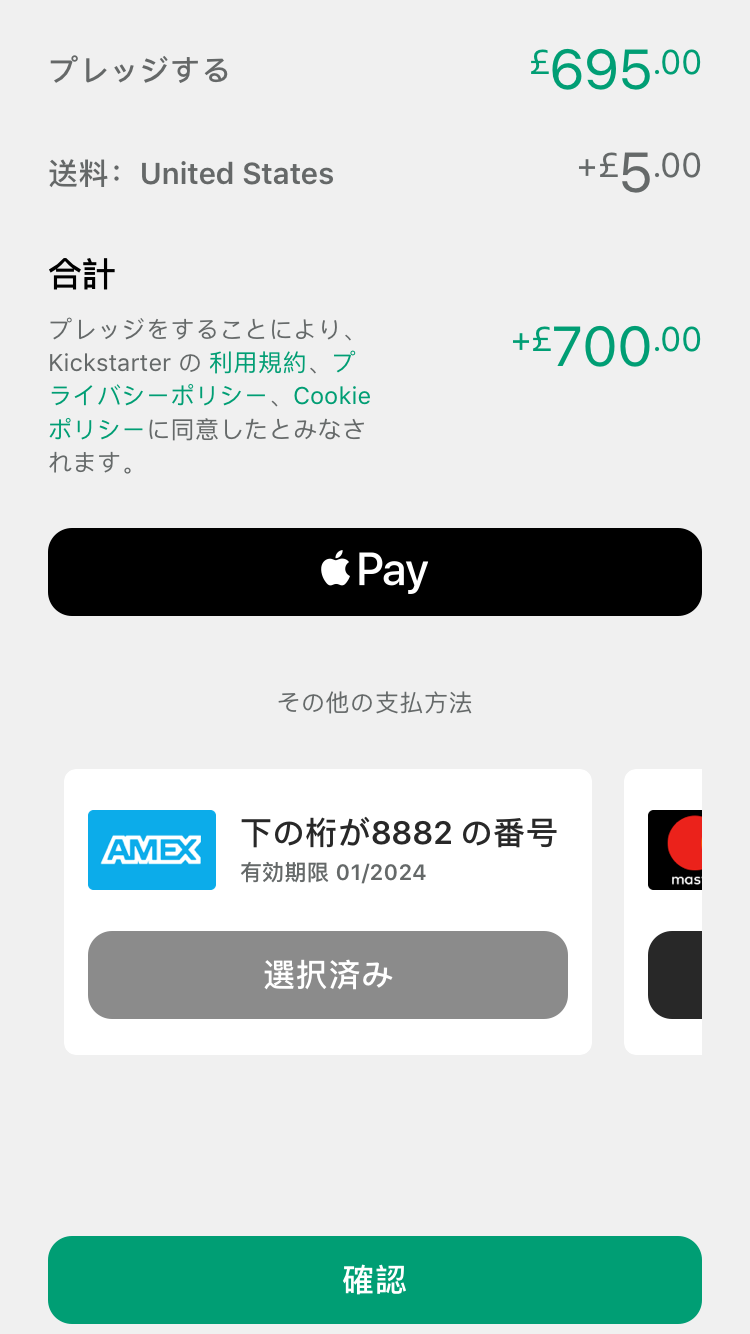 プレッジする £695.00
送料： United States +£5.00
合計
プレッジをすることにより、
Kickstarter の 利用規約、プ
ライバシーポリシー、Cookie
ポリシーに同意したとみなさ
れます。
+£700.00
Pay
その他の支払方法
AMEX
下の桁が8882 の番号
有効期限 01/2024
選択済み
確認